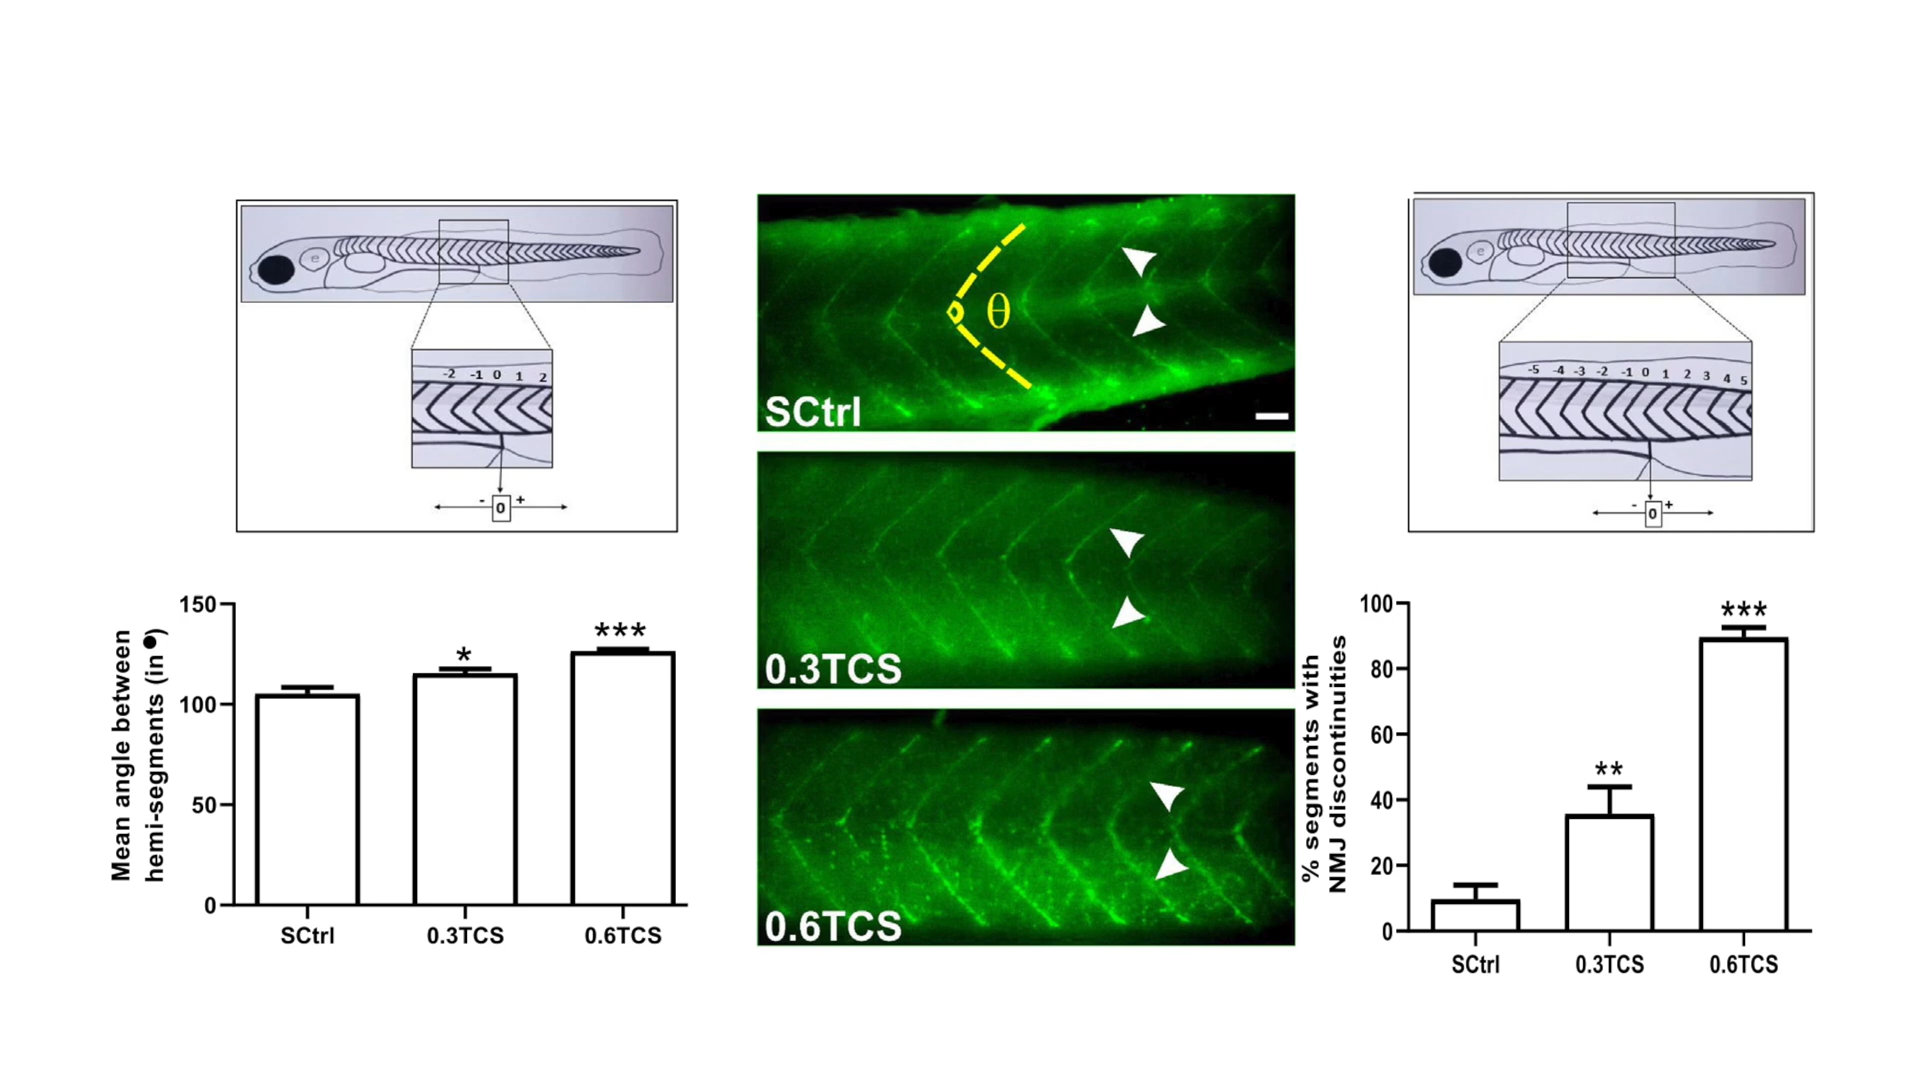 e
-2 -1 0 1 2
- 0 +
150
100
50
0
Mean angle between
hemi-segments (in ●)
*
***
SCtrl 0.3TCS 0.6TCS
θ
SCtrl
0.3TCS
0.6TCS
e
-5 -4 -3 -2 -1 0 1 2 3 4 5
- 0 +
100
80
60
40
20
0
% segments with
NMJ discontinuities
**
***
SCtrl 0.3TCS 0.6TCS